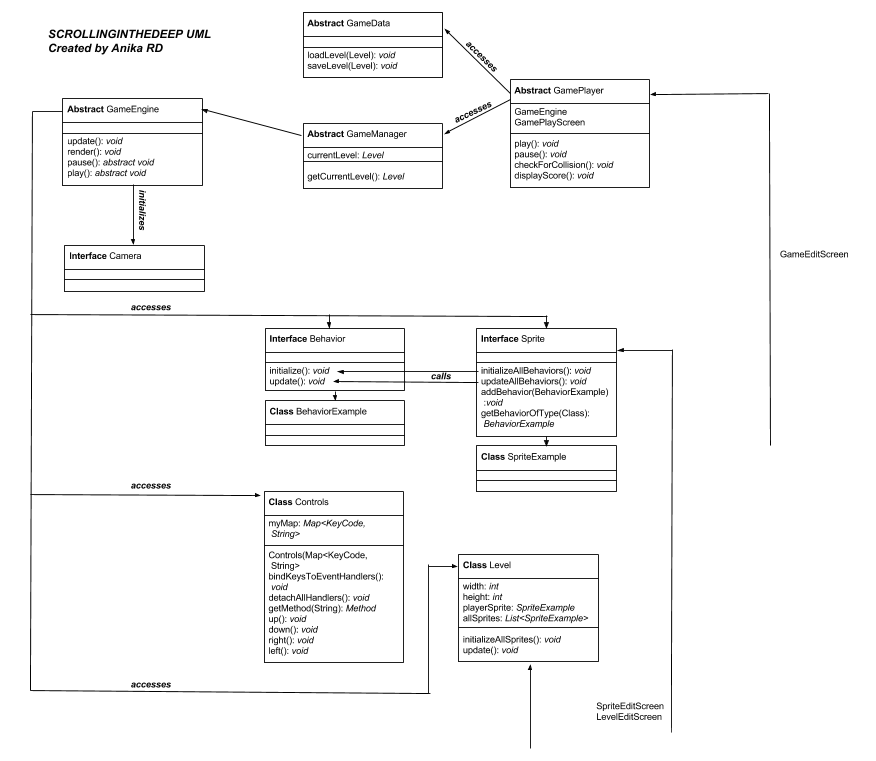 SCROLLINGINTHEDEEP UML
Created by Anika RD
Abstract GameData
loadLevel(Level): void
saveLevel(Level): void
accesses
Abstract GamePlayer
GameEngine
GamePlayScreen
play(): void
pause(): void
checkForCollision(): void
displayScore(): void
accesses
Abstract GameEngine
update(): void
render(): void
pause(): abstract void
play(): abstract void
Abstract GameManager
currentLevel: Level
getCurrentLevel(): Level
initializes
Interface Camera
GameEditScreen
accesses
Interface Behavior
initialize(): void
update(): void
calls
Interface Sprite
initializeAllBehaviors(): void
updateAllBehaviors(): void
addBehavior(BehaviorExample)
:void
getBehaviorOfType(Class):
BehaviorExample
Class BehaviorExample
Class SpriteExample
accesses
Class Controls
myMap: Map<KeyCode,
String>
Controls(Map<KeyCode,
String>
bindKeysToEventHandlers():
void
detachAllHandlers(): void
getMethod(String): Method
up(): void
down(): void
right(): void
left(): void
Class Level
width: int
height: int
playerSprite: SpriteExample
allSprites: List<SpriteExample>
initializeAllSprites(): void
update(): void
accesses
SpriteEditScreen
LevelEditScreen